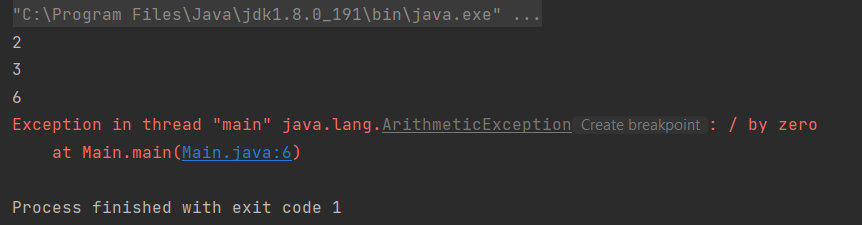 "C:\Program Files\Java\jdk1.8.0_191\bin\java.exe" ...
2
3
6
Exception in thread "main" java.lang.ArithmeticException Create breakpoint : / by zero
    at Main.main(Main.java:6)
Process finished with exit code 1